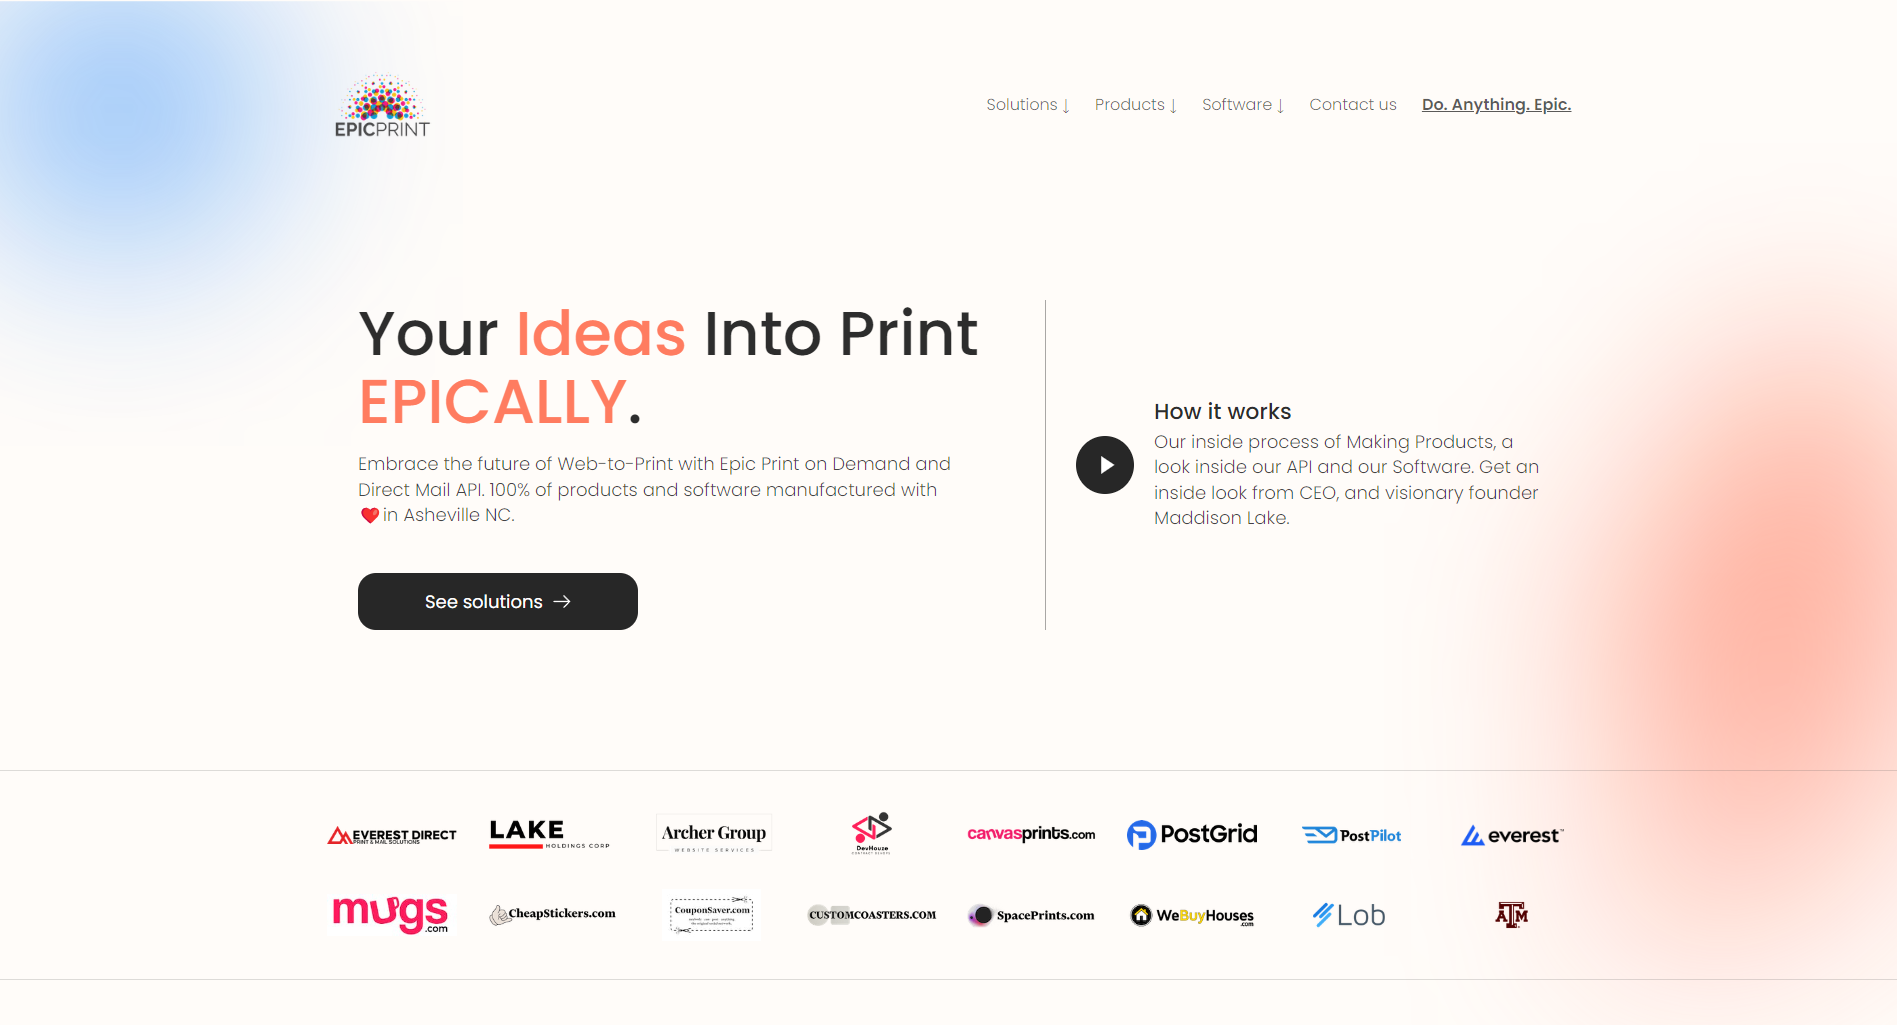 EPICPRINT
Solutions ↓ Products ↓ Software ↓ Contact us Do. Anything. Epic.
Your Ideas Into Print
EPICALLY.
Embrace the future of Web-to-Print with Epic Print on Demand and
Direct Mail API. 100% of products and software manufactured with
❤️ in Asheville NC.
See solutions →
How it works
Our inside process of Making Products, a
look inside our API and our Software. Get an
inside look from CEO, and visionary founder
Maddison Lake.
EVEREST DIRECT
PRINT & MAIL SOLUTIONS
LAKE
HOLDINGS CORP
Archer Group
WEBSITE SERVICES
DevHouze
canvasprints.com
PostGrid
PostPilot
everest™
mugs.com
CheapStickers.com
CouponSaver.com
CUSTOMCOASTERS.COM
SpacePrints.com
WeBuyHouses.com
Lob
ATM